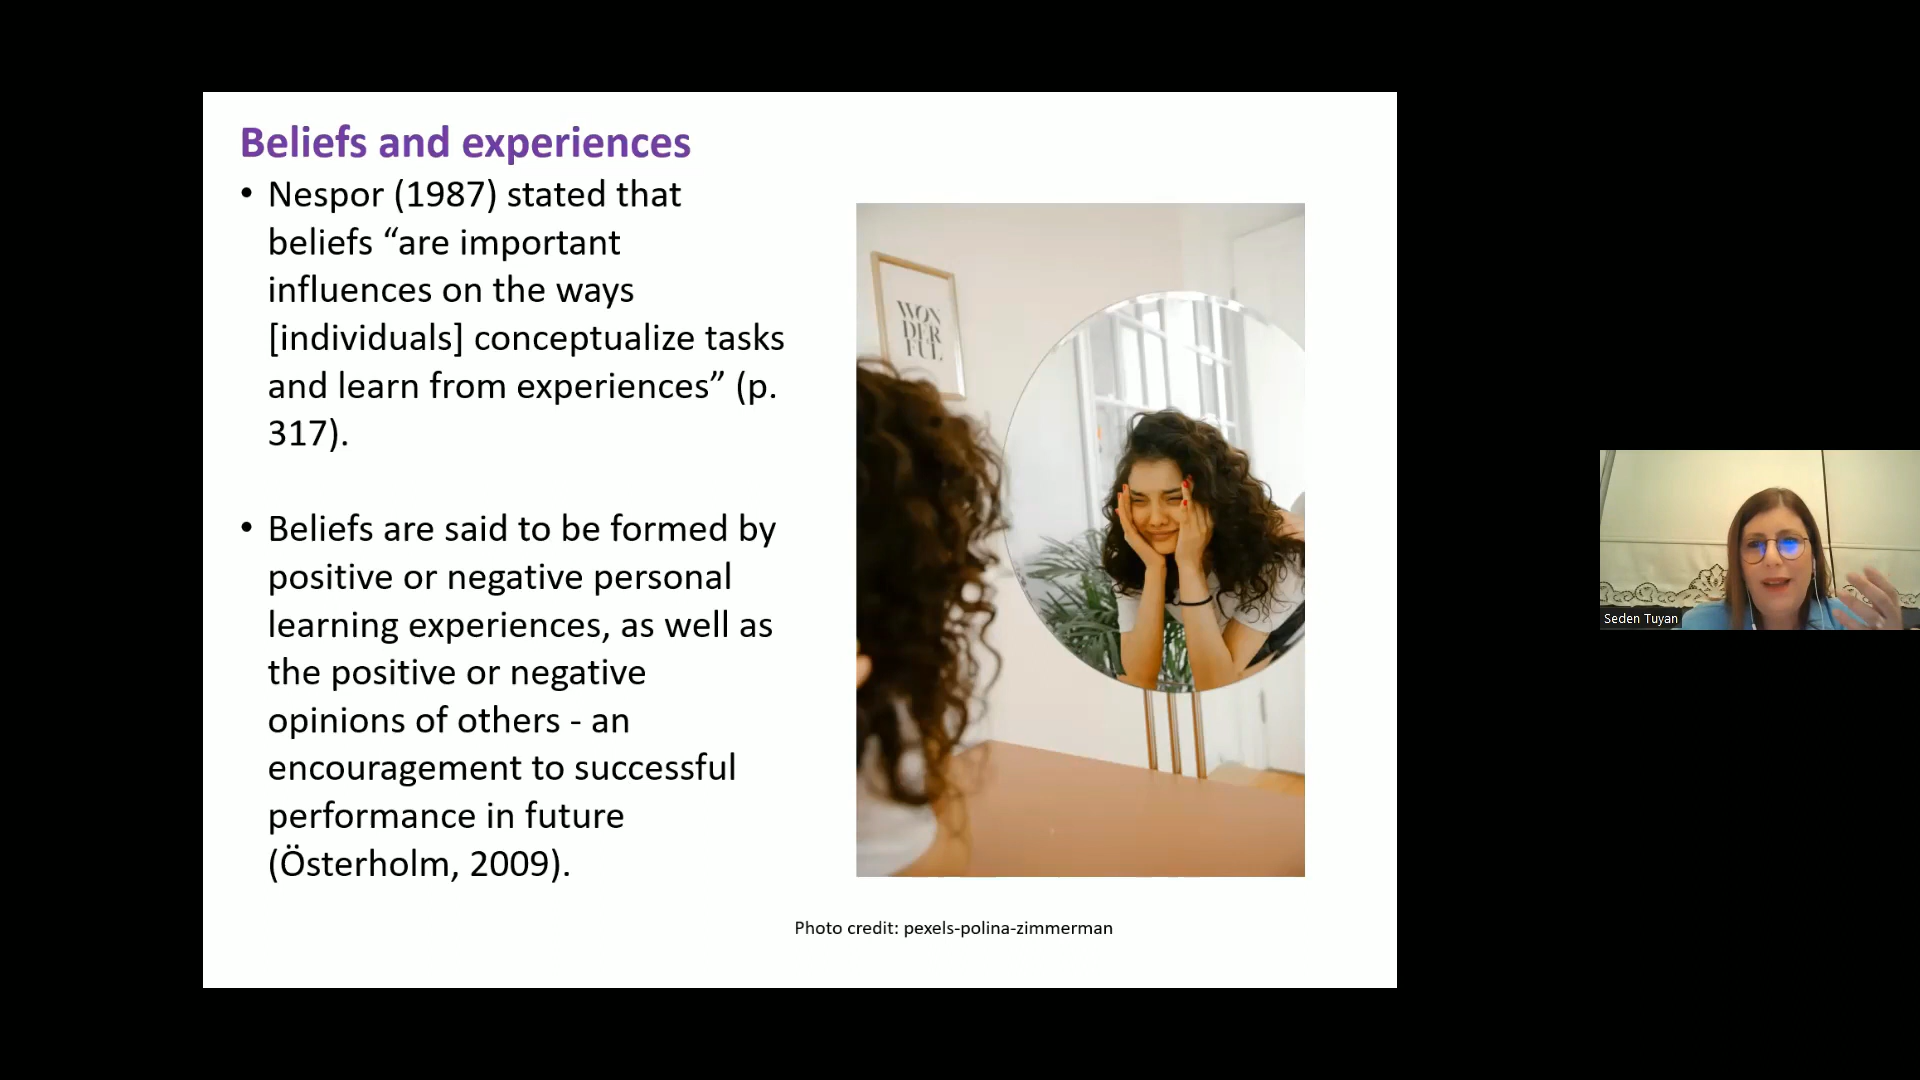 Beliefs and experiences
• Nespor (1987) stated that
beliefs “are important
influences on the ways
[individuals] conceptualize tasks
and learn from experiences” (p.
317).
• Beliefs are said to be formed by
positive or negative personal
learning experiences, as well as
the positive or negative
opinions of others - an
encouragement to successful
performance in future
(Österholm, 2009).
WON
DER
FUL
Photo credit: pexels-polina-zimmerman
Seden Tuyan